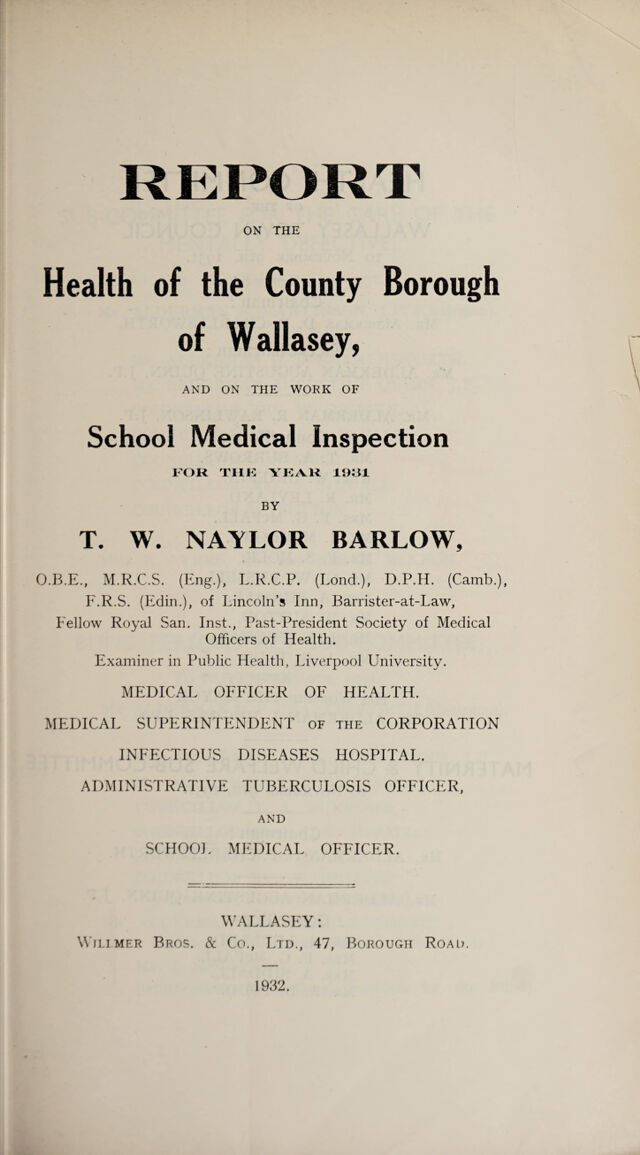 REPORT
ON THE
Health of the County Borough
of Wallasey,
AND ON THE WORK OF
School Medical Inspection
FOR THE YEAR 1931
BY
T. W. NAYLOR BARLOW,
O.B.E., M.R.C.S. (Eng.), L.R.C.P. (Lond.), D.P.H. (Camb.),
F.R.S. (Edin.), of Lincoln's Inn, Barrister-at-Law,
Fellow Royal San. Inst., Past-President Society of Medical
Officers of Health.
Examiner in Public Health, Liverpool University.
MEDICAL OFFICER OF HEALTH.
MEDICAL SUPERINTENDENT OF THE CORPORATION
INFECTIOUS DISEASES HOSPITAL.
ADMINISTRATIVE TUBERCULOSIS OFFICER,
AND
SCHOOL MEDICAL OFFICER.
WALLASEY:
Willmer Bros. & Co., Ltd., 47, Borough Road.
1932.